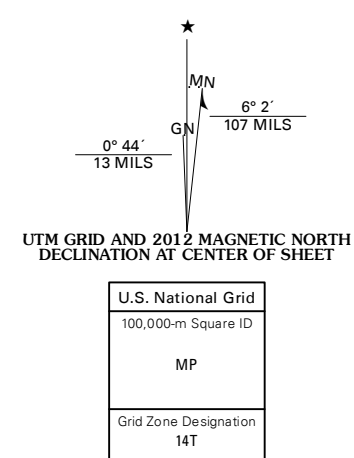 ★
MN
6° 2´
107 MILS
GN
0° 44´
13 MILS
UTM GRID AND 2012 MAGNETIC NORTH
DECLINATION AT CENTER OF SHEET
U.S. National Grid
100,000-m Square ID
MP
Grid Zone Designation
14T